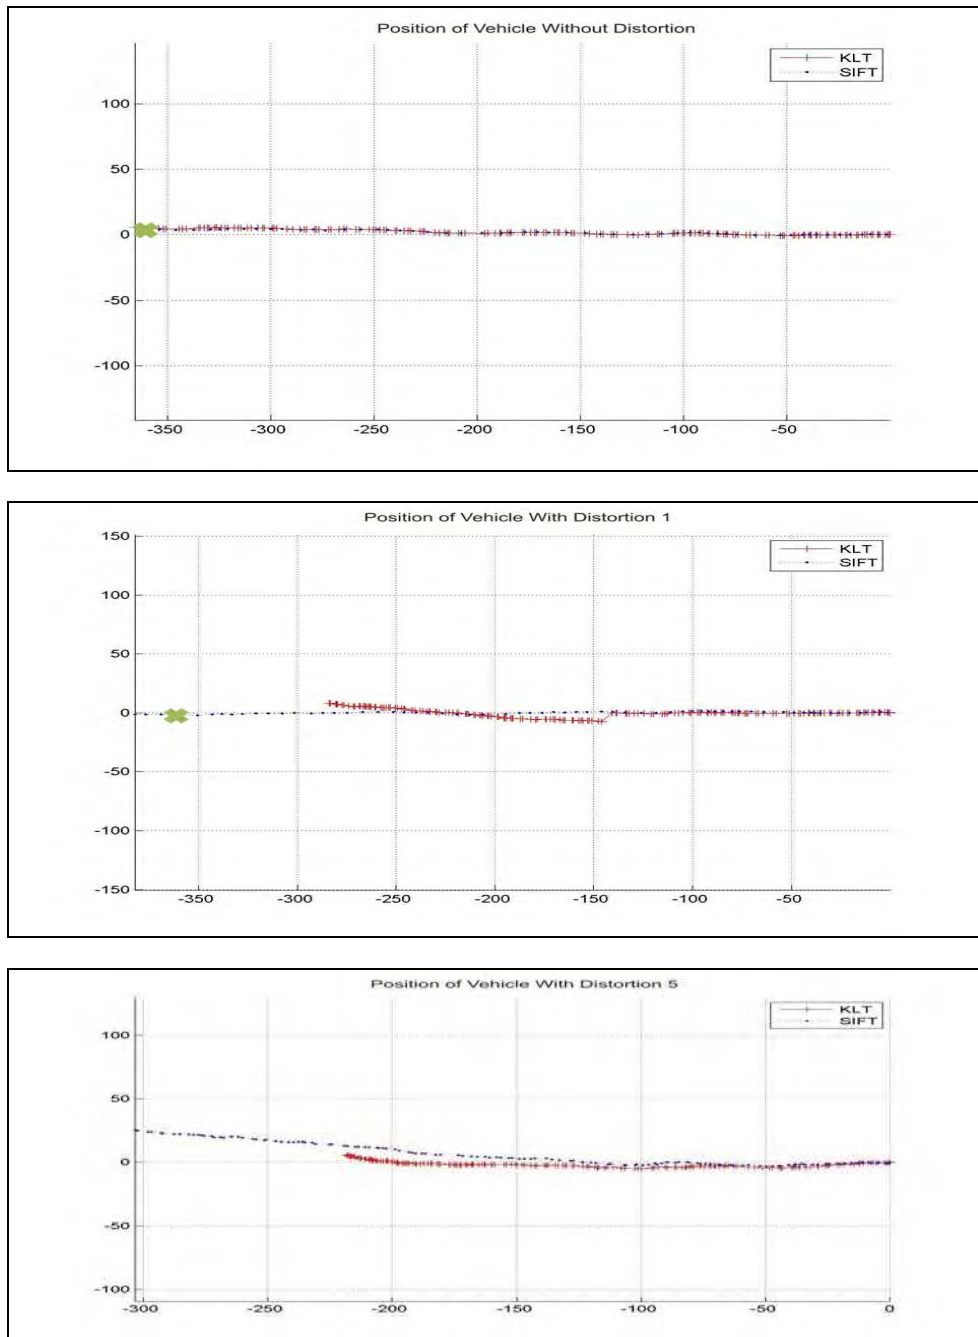 Position of Vehicle Without Distortion
KLT
SIFT
100
50
0
-50
-100
-350 -300 -250 -200 -150 -100 -50
Position of Vehicle With Distortion 1
150
KLT
SIFT
100
50
0
-50
-100
-150
-350 -300 -250 -200 -150 -100 -50
Position of Vehicle With Distortion 5
KLT
SIFT
100
50
0
-50
-100
-300 -250 -200 -150 -100 -50 0